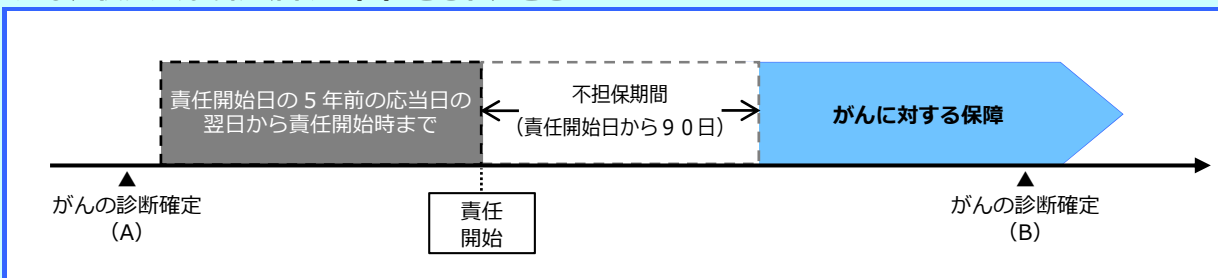 責任開始日の5年前の応当日の
翌日から責任開始時まで
不担保期間
（責任開始日から９０日）
がんに対する保障
がんの診断確定
（A）
責任
開始
がんの診断確定
（B）